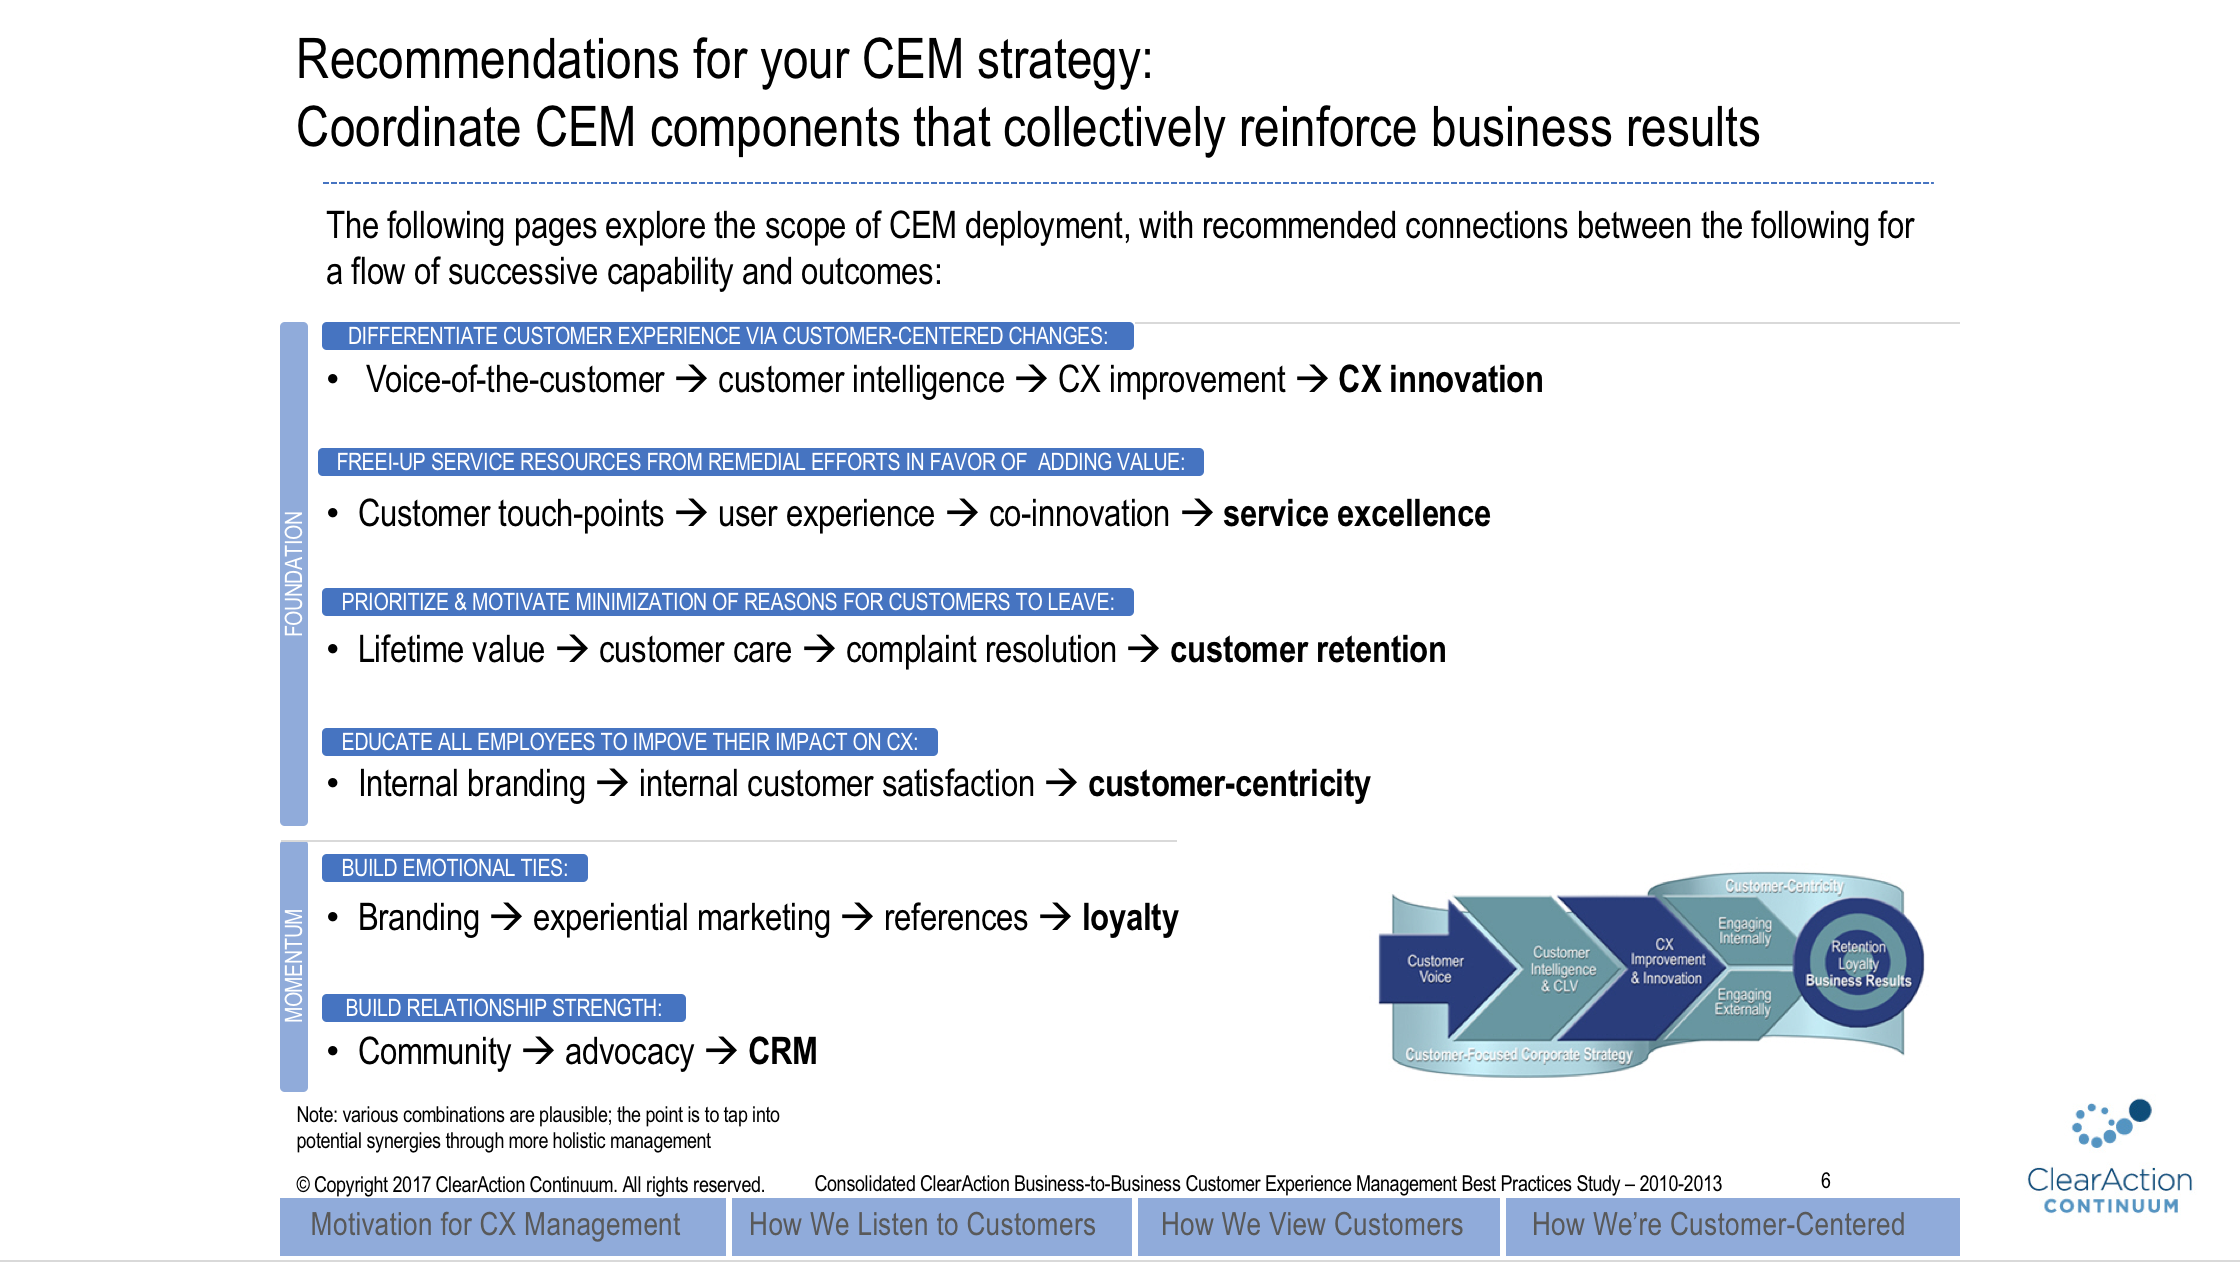 Recommendations for your CEM strategy:
Coordinate CEM components that collectively reinforce business results
The following pages explore the scope of CEM deployment, with recommended connections between the following for
a flow of successive capability and outcomes:
FOUNDATION
DIFFERENTIATE CUSTOMER EXPERIENCE VIA CUSTOMER-CENTERED CHANGES:
• Voice-of-the-customer → customer intelligence → CX improvement → CX innovation
FREEI-UP SERVICE RESOURCES FROM REMEDIAL EFFORTS IN FAVOR OF ADDING VALUE:
• Customer touch-points → user experience → co-innovation → service excellence
PRIORITIZE & MOTIVATE MINIMIZATION OF REASONS FOR CUSTOMERS TO LEAVE:
• Lifetime value → customer care → complaint resolution → customer retention
EDUCATE ALL EMPLOYEES TO IMPOVE THEIR IMPACT ON CX:
• Internal branding → internal customer satisfaction → customer-centricity
MOMENTUM
BUILD EMOTIONAL TIES:
• Branding → experiential marketing → references → loyalty
BUILD RELATIONSHIP STRENGTH:
• Community → advocacy → CRM
Customer-Centricity
Customer
Voice
Customer
Intelligence
& CLV
CX
Improvement
& Innovation
Engaging
Internally
Engaging
Externally
Retention
Loyalty
Business Results
Customer-Focused Corporate Strategy
Note: various combinations are plausible; the point is to tap into
potential synergies through more holistic management
© Copyright 2017 ClearAction Continuum. All rights reserved.
Consolidated ClearAction Business-to-Business Customer Experience Management Best Practices Study – 2010-2013
6
ClearAction
CONTINUUM
Motivation for CX Management
How We Listen to Customers
How We View Customers
How We’re Customer-Centered